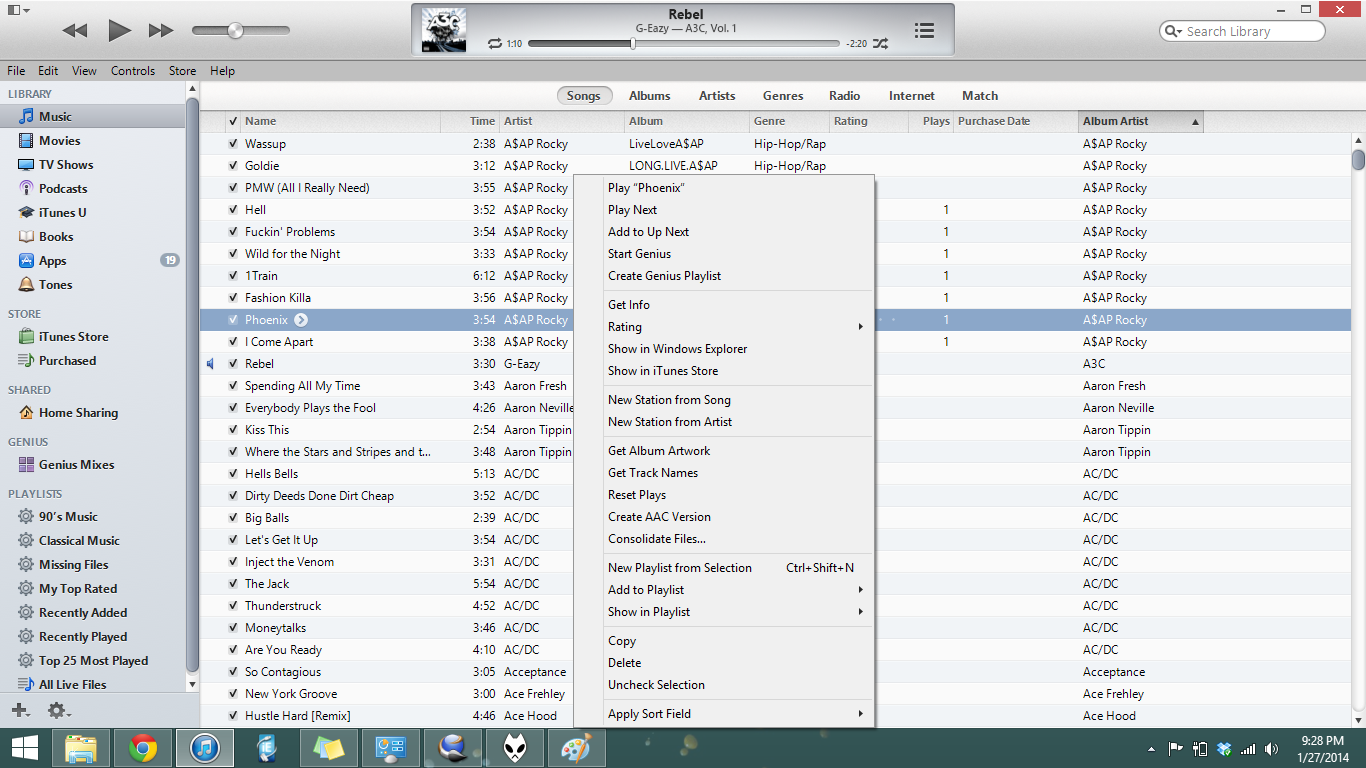 Rebel
G-Eazy — A3C, Vol. 1
1:10 -2:20
Search Library
File Edit View Controls Store Help
LIBRARY
Music
Movies
TV Shows
Podcasts
iTunes U
Books
Apps 19
Tones
STORE
iTunes Store
Purchased
SHARED
Home Sharing
GENIUS
Genius Mixes
PLAYLISTS
90's Music
Classical Music
Missing Files
My Top Rated
Recently Added
Recently Played
Top 25 Most Played
All Live Files
Songs Albums Artists Genres Radio Internet Match
Name Time Artist Album Genre Rating Plays Purchase Date Album Artist
Wassup 2:38 A$AP Rocky LiveLoveA$AP Hip-Hop/Rap A$AP Rocky
Goldie 3:12 A$AP Rocky LONG.LIVE.A$AP Hip-Hop/Rap A$AP Rocky
PMW (All I Really Need) 3:55 A$AP Rocky A$AP Rocky
Hell 3:52 A$AP Rocky 1 A$AP Rocky
Fuckin' Problems 3:54 A$AP Rocky 1 A$AP Rocky
Wild for the Night 3:33 A$AP Rocky 1 A$AP Rocky
1Train 6:12 A$AP Rocky 1 A$AP Rocky
Fashion Killa 3:56 A$AP Rocky 1 A$AP Rocky
Phoenix 3:54 A$AP Rocky 1 A$AP Rocky
I Come Apart 3:38 A$AP Rocky 1 A$AP Rocky
Rebel 3:30 G-Eazy A3C
Spending All My Time 3:43 Aaron Fresh Aaron Fresh
Everybody Plays the Fool 4:26 Aaron Neville Aaron Neville
Kiss This 2:54 Aaron Tippin Aaron Tippin
Where the Stars and Stripes and t... 3:48 Aaron Tippin Aaron Tippin
Hells Bells 5:13 AC/DC AC/DC
Dirty Deeds Done Dirt Cheap 3:52 AC/DC AC/DC
Big Balls 2:39 AC/DC AC/DC
Let's Get It Up 3:54 AC/DC AC/DC
Inject the Venom 3:31 AC/DC AC/DC
The Jack 5:54 AC/DC AC/DC
Thunderstruck 4:52 AC/DC AC/DC
Moneytalks 3:46 AC/DC AC/DC
Are You Ready 4:10 AC/DC AC/DC
So Contagious 3:05 Acceptance Acceptance
New York Groove 3:00 Ace Frehley Ace Frehley
Hustle Hard [Remix] 4:46 Ace Hood Ace Hood
Play “Phoenix”
Play Next
Add to Up Next
Start Genius
Create Genius Playlist
Get Info
Rating
Show in Windows Explorer
Show in iTunes Store
New Station from Song
New Station from Artist
Get Album Artwork
Get Track Names
Reset Plays
Create AAC Version
Consolidate Files...
New Playlist from Selection Ctrl+Shift+N
Add to Playlist
Show in Playlist
Copy
Delete
Uncheck Selection
Apply Sort Field
9:28 PM
1/27/2014